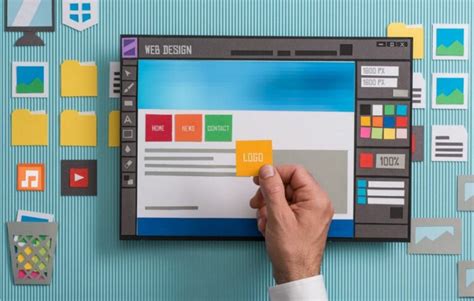 WEB DESIGN
1600 PX
1600 PX
HOME
NEWS
CONTACT
LOGO
100%